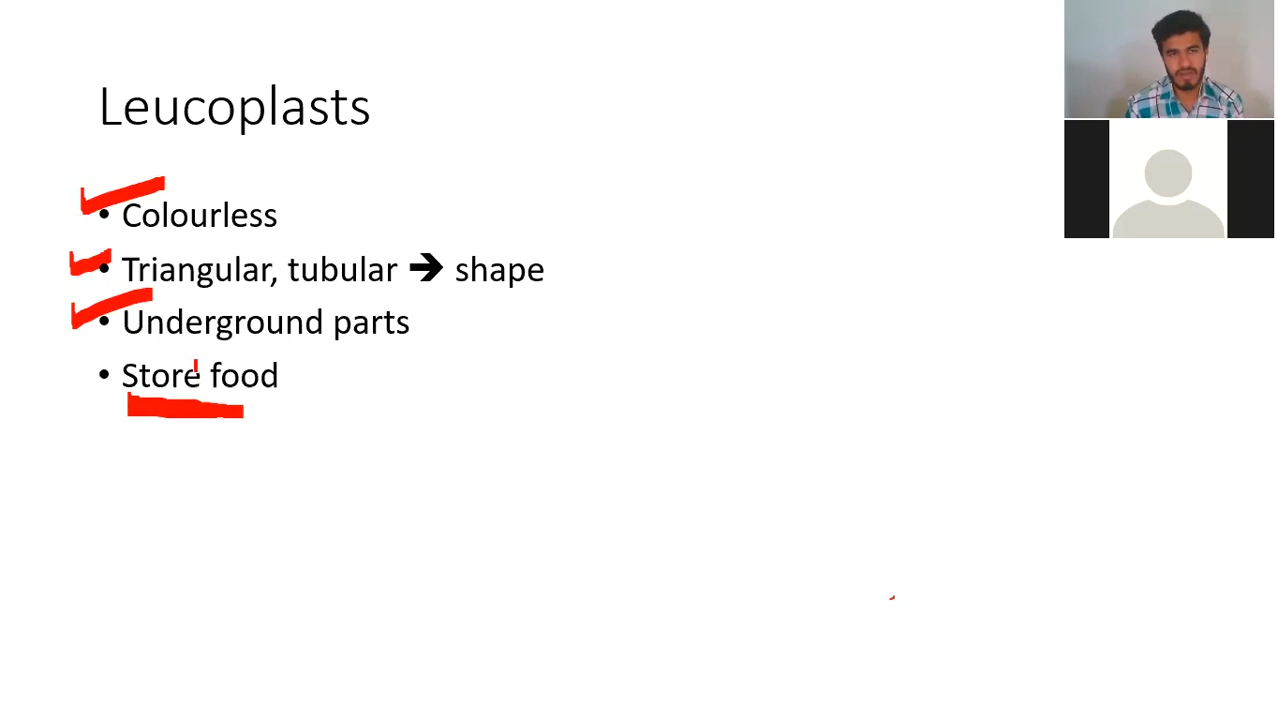 Leucoplasts
• Colourless
• Triangular, tubular ➔ shape
• Underground parts
• Store food